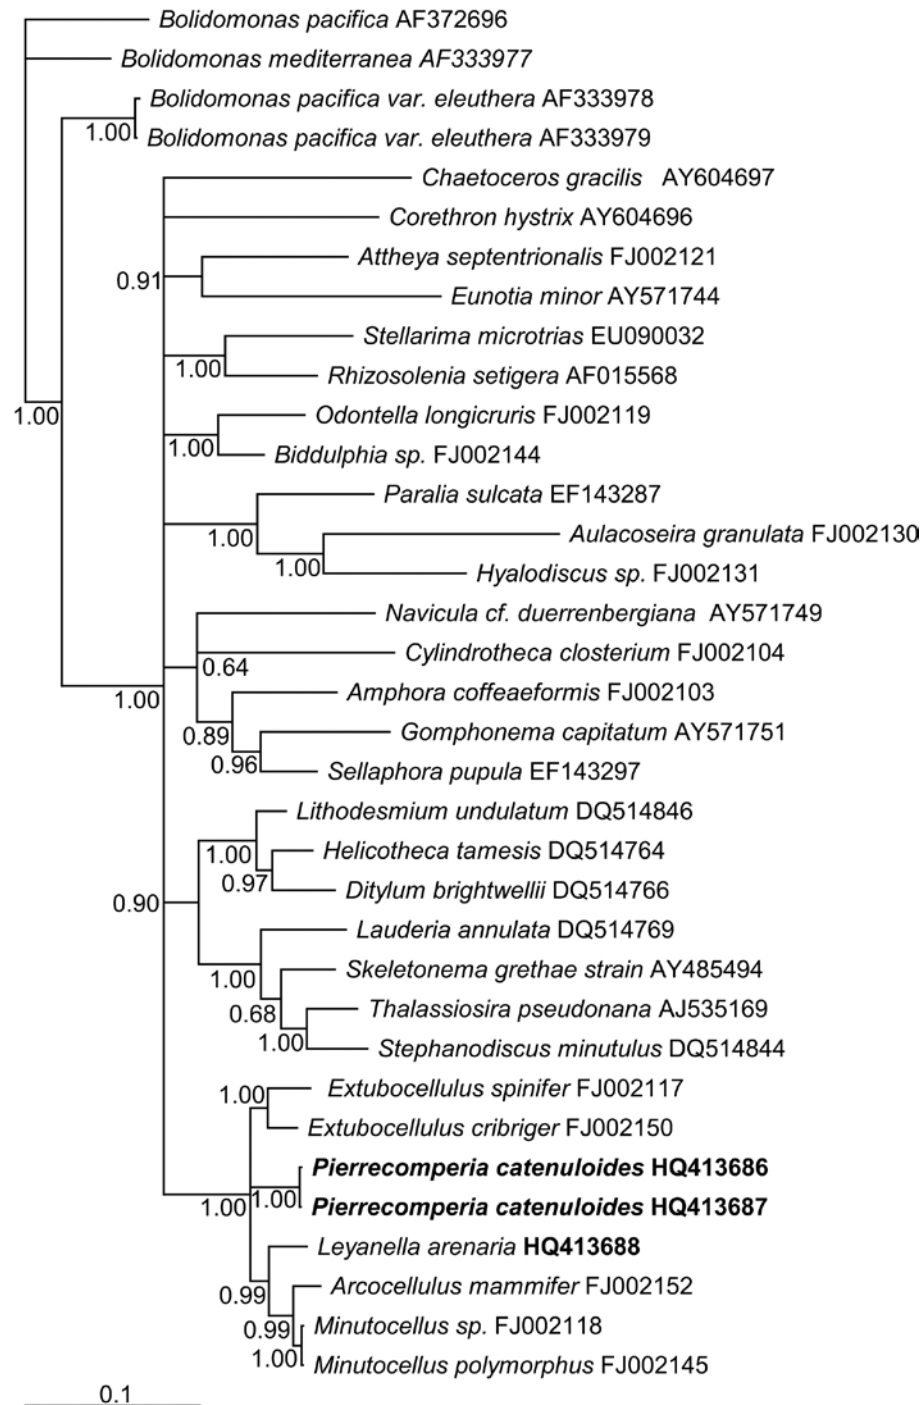 Bolidomonas pacifica AF372696
Bolidomonas mediterranea AF333977
Bolidomonas pacifica var. eleuthera AF333978
1.00
Bolidomonas pacifica var. eleuthera AF333979
Chaetoceros gracilis AY604697
Corethron hystrix AY604696
Attheya septentrionalis FJ002121
0.91
Eunotia minor AY571744
Stellarima microtrias EU090032
1.00
Rhizosolenia setigera AF015568
1.00
Odontella longicruris FJ002119
1.00
Biddulphia sp. FJ002144
Paralia sulcata EF143287
1.00
Aulacoseira granulata FJ002130
1.00
Hyalodiscus sp. FJ002131
Navicula cf. duerrenbergiana AY571749
Cylindrotheca closterium FJ002104
0.64
1.00
Amphora coffeaeformis FJ002103
0.89
Gomphonema capitatum AY571751
0.96
Sellaphora pupula EF143297
Lithodesmium undulatum DQ514846
1.00
Helicotheca tamesis DQ514764
0.97
Ditylum brightwellii DQ514766
0.90
Lauderia annulata DQ514769
1.00
Skeletonema grethae strain AY485494
0.68
Thalassiosira pseudonana AJ535169
1.00
Stephanodiscus minutulus DQ514844
Extubocellulus spinifer FJ002117
1.00
Extubocellulus cribriger FJ002150
Pierrecomperia catenuloides HQ413686
1.00
1.00
Pierrecomperia catenuloides HQ413687
Leyanella arenaria HQ413688
0.99
Arcocellulus mammifer FJ002152
0.99
Minutocellus sp. FJ002118
1.00
Minutocellus polymorphus FJ002145
0.1